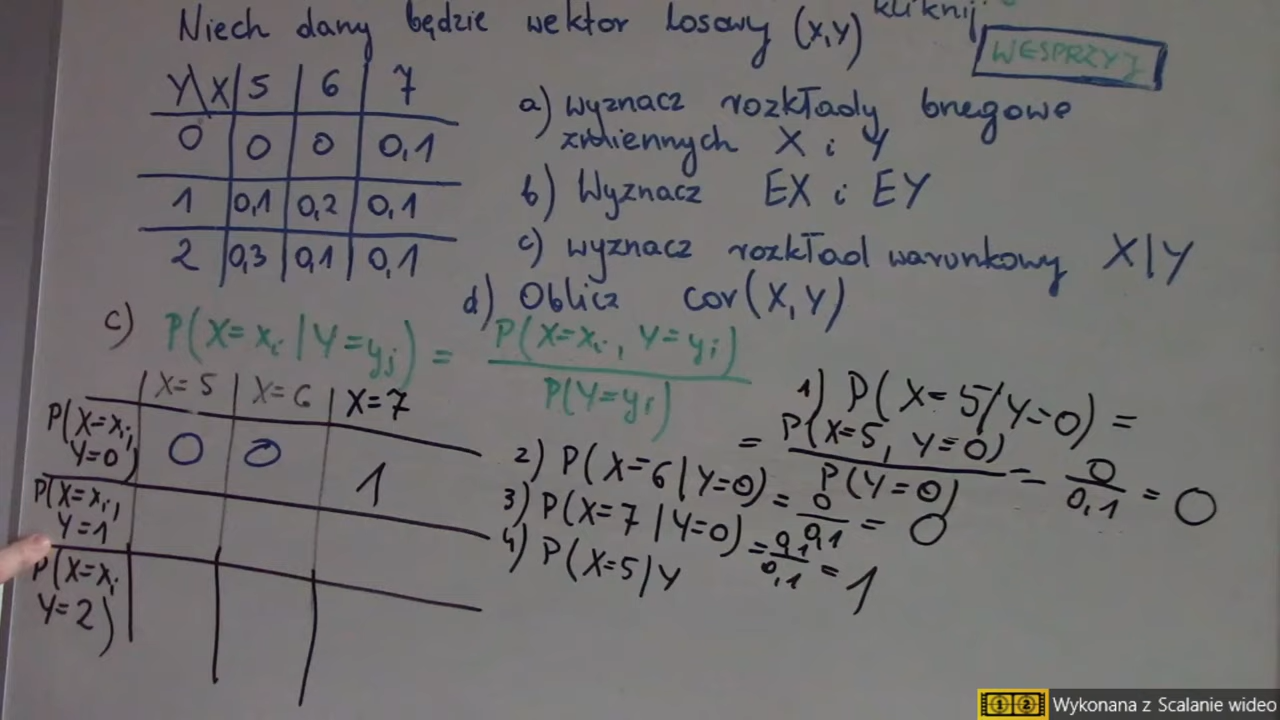 Niech dany będzie wektor losowy (X,Y) kliknij
WESPRZYJ
Y\X 5 6 7
0 0 0 0,1
1 0,1 0,2 0,1
2 0,3 0,1 0,1
a) wyznacz rozkłady brzegowe
zmiennych X i Y
b) Wyznacz EX i EY
c) wyznacz rozkład warunkowy X|Y
d) Oblicz cor(X,Y)
c) P(X=xi | Y=yj) = P(X=xi, Y=yj) / P(Y=yj)
X=5 X=6 X=7
P(X=xi, Y=0) 0 0 1
P(X=xi, Y=1
P(X=xi Y=2)
1) P(X=5/Y=0) =
= P(X=5, Y=0) / P(Y=0) = 0/0,1 = 0
2) P(X=6|Y=0) = 0/0,1 = 0
3) P(X=7|Y=0) = 0,1/0,1 = 1
4) P(X=5|Y
Wykonana z Scalanie wideo